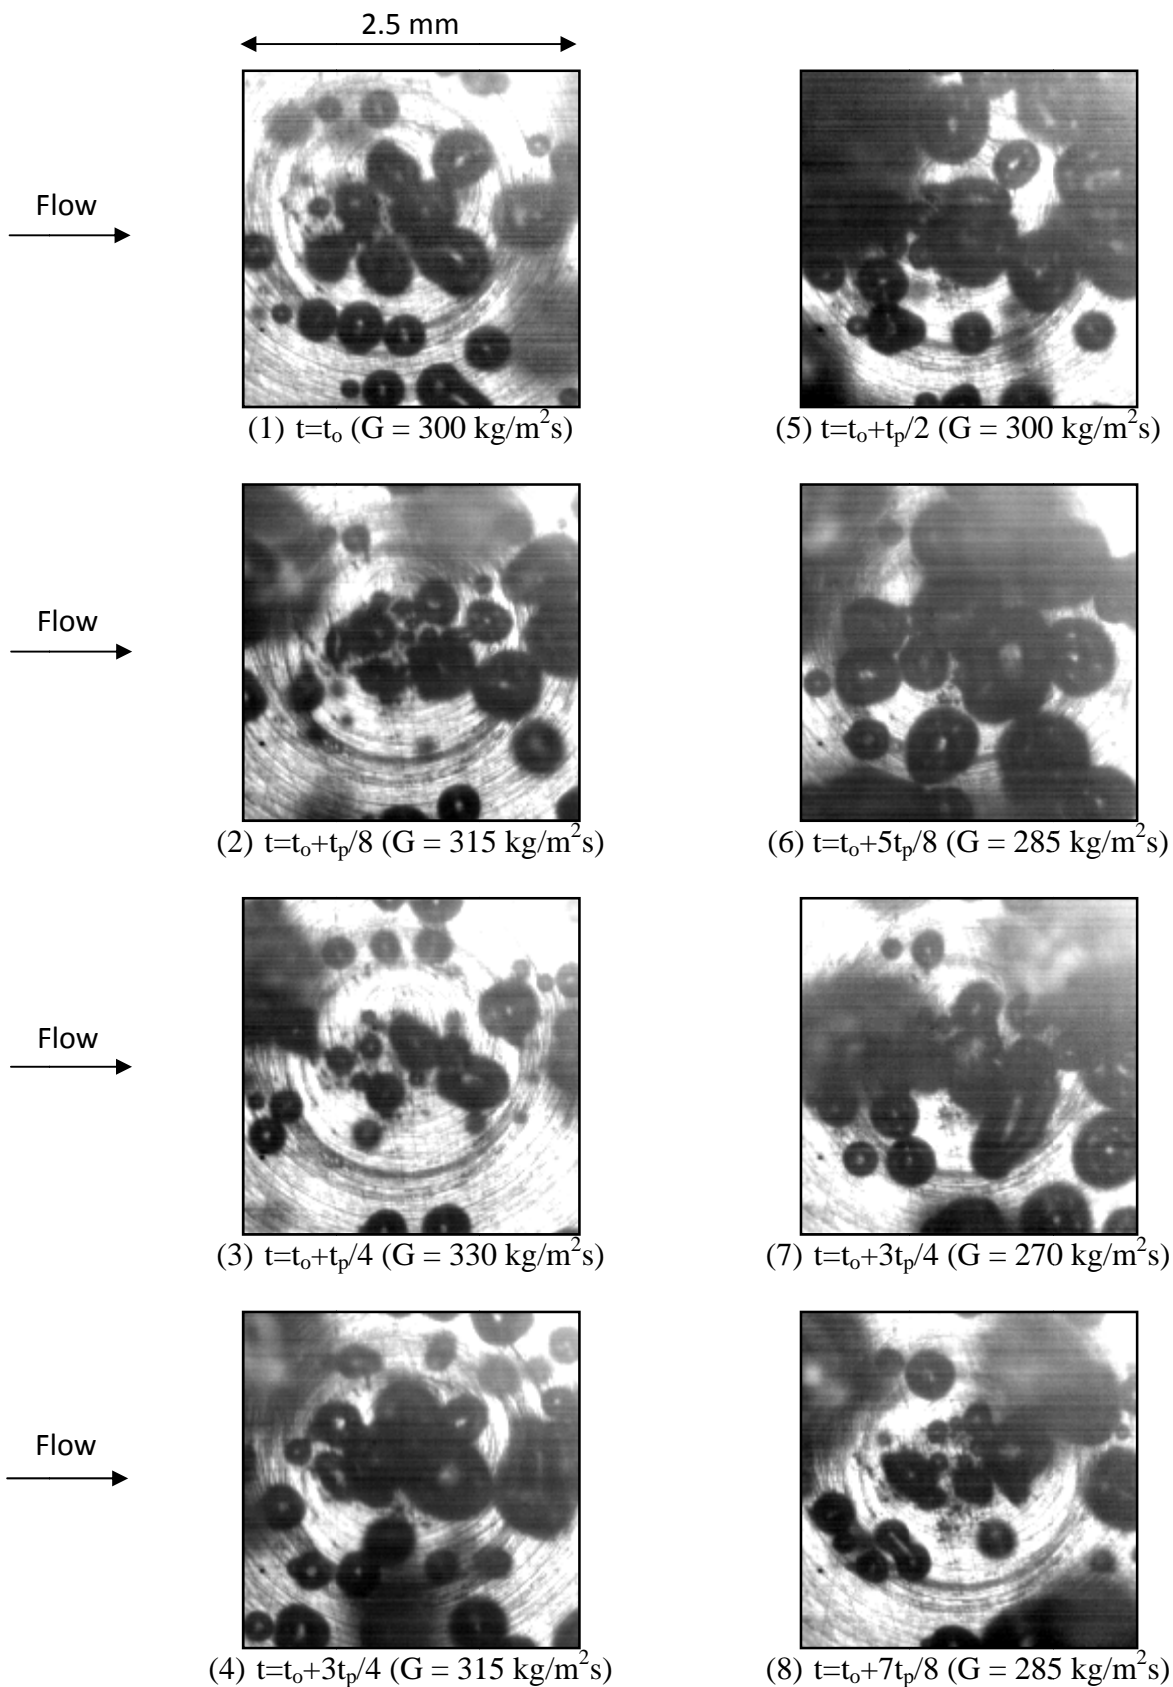 2.5 mm
Flow
(1) t=tₒ (G = 300 kg/m²s)
(5) t=tₒ+tₚ/2 (G = 300 kg/m²s)
Flow
(2) t=tₒ+tₚ/8 (G = 315 kg/m²s)
(6) t=tₒ+5tₚ/8 (G = 285 kg/m²s)
Flow
(3) t=tₒ+tₚ/4 (G = 330 kg/m²s)
(7) t=tₒ+3tₚ/4 (G = 270 kg/m²s)
Flow
(4) t=tₒ+3tₚ/4 (G = 315 kg/m²s)
(8) t=tₒ+7tₚ/8 (G = 285 kg/m²s)